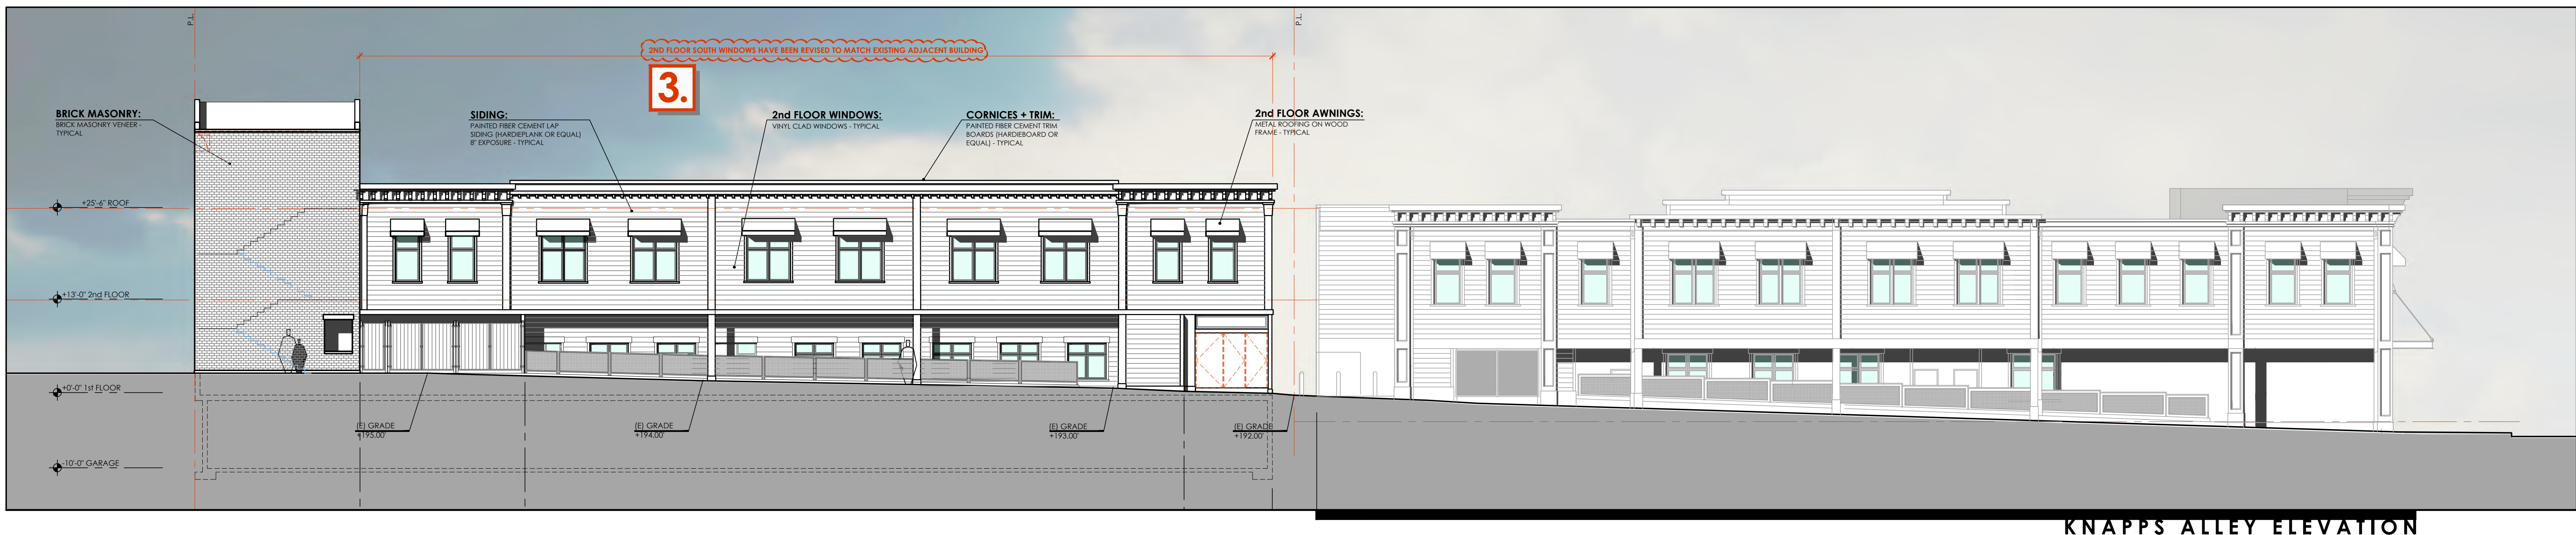 P.L.
P.L.
2ND FLOOR SOUTH WINDOWS HAVE BEEN REVISED TO MATCH EXISTING ADJACENT BUILDING
3.
BRICK MASONRY:
BRICK MASONRY VENEER -
TYPICAL
SIDING:
PAINTED FIBER CEMENT LAP
SIDING (HARDIEPLANK OR EQUAL)
8" EXPOSURE - TYPICAL
2nd FLOOR WINDOWS:
VINYL CLAD WINDOWS - TYPICAL
CORNICES + TRIM:
PAINTED FIBER CEMENT TRIM
BOARDS (HARDIEBOARD OR
EQUAL) - TYPICAL
2nd FLOOR AWNINGS:
METAL ROOFING ON WOOD
FRAME - TYPICAL
+25'-6" ROOF
+13'-0" 2nd FLOOR
+0'-0" 1st FLOOR
-10'-0" GARAGE
(E) GRADE
+195.00'
(E) GRADE
+194.00'
(E) GRADE
+193.00'
(E) GRADE
+192.00'
KNAPPS ALLEY ELEVATION